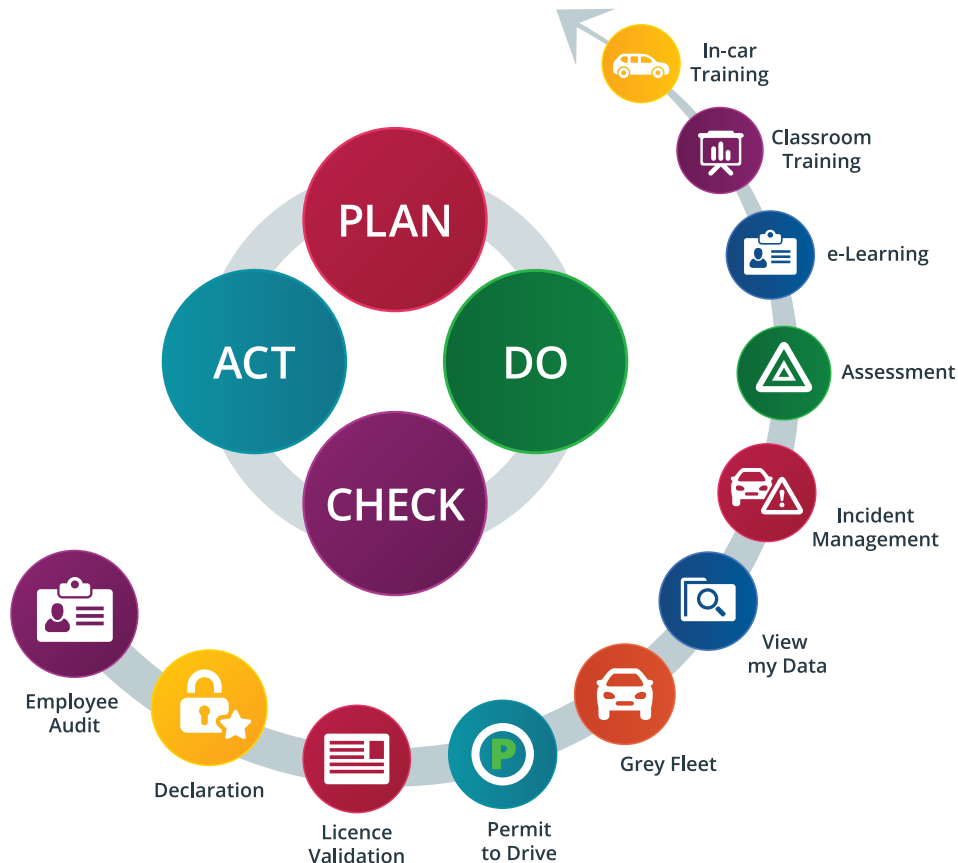 In-car
Training
Classroom
Training
PLAN
e-Learning
ACT
DO
Assessment
CHECK
Incident
Management
View
my Data
Employee
Audit
Grey Fleet
P
Declaration
Licence
Validation
Permit
to Drive